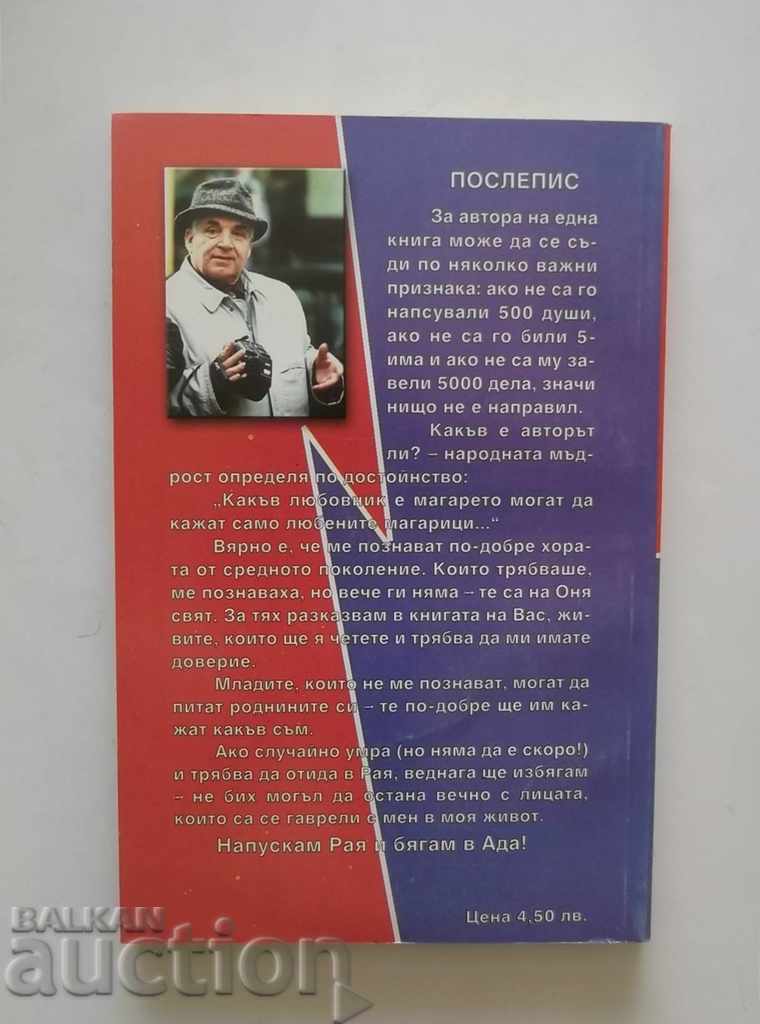 ПОСЛЕПИС
За автора на една
книга може да се съ-
ди по няколко важни
признака: ако не са го
напсували 500 души,
ако не са го били 5-
има и ако не са му за-
вели 5000 дела, значи
нищо не е направил.
Какъв е авторът
ли? – народната мъд-
рост определя по достойнство:
„Какъв любовник е магарето могат да
кажат само любените магарици...“
Вярно е, че ме познават по-добре хора-
та от средното поколение. Които трябваше,
ме познаваха, но вече ги няма – те са на Оня
свят. За тях разказвам в книгата на Вас, жи-
вите, които ще я четете и трябва да ми имате
доверие.
Младите, които не ме познават, могат да
питат роднините си – те по-добре ще им ка-
жат какъв съм.
Ако случайно умра (но няма да е скоро!)
и трябва да отида в Рая, веднага ще избягам
– не бих могъл да остана вечно с лицата,
които са се гаврели с мен в моя живот.
Напускам Рая и бягам в Ада!
Цена 4,50 лв.
BALKAN
auction